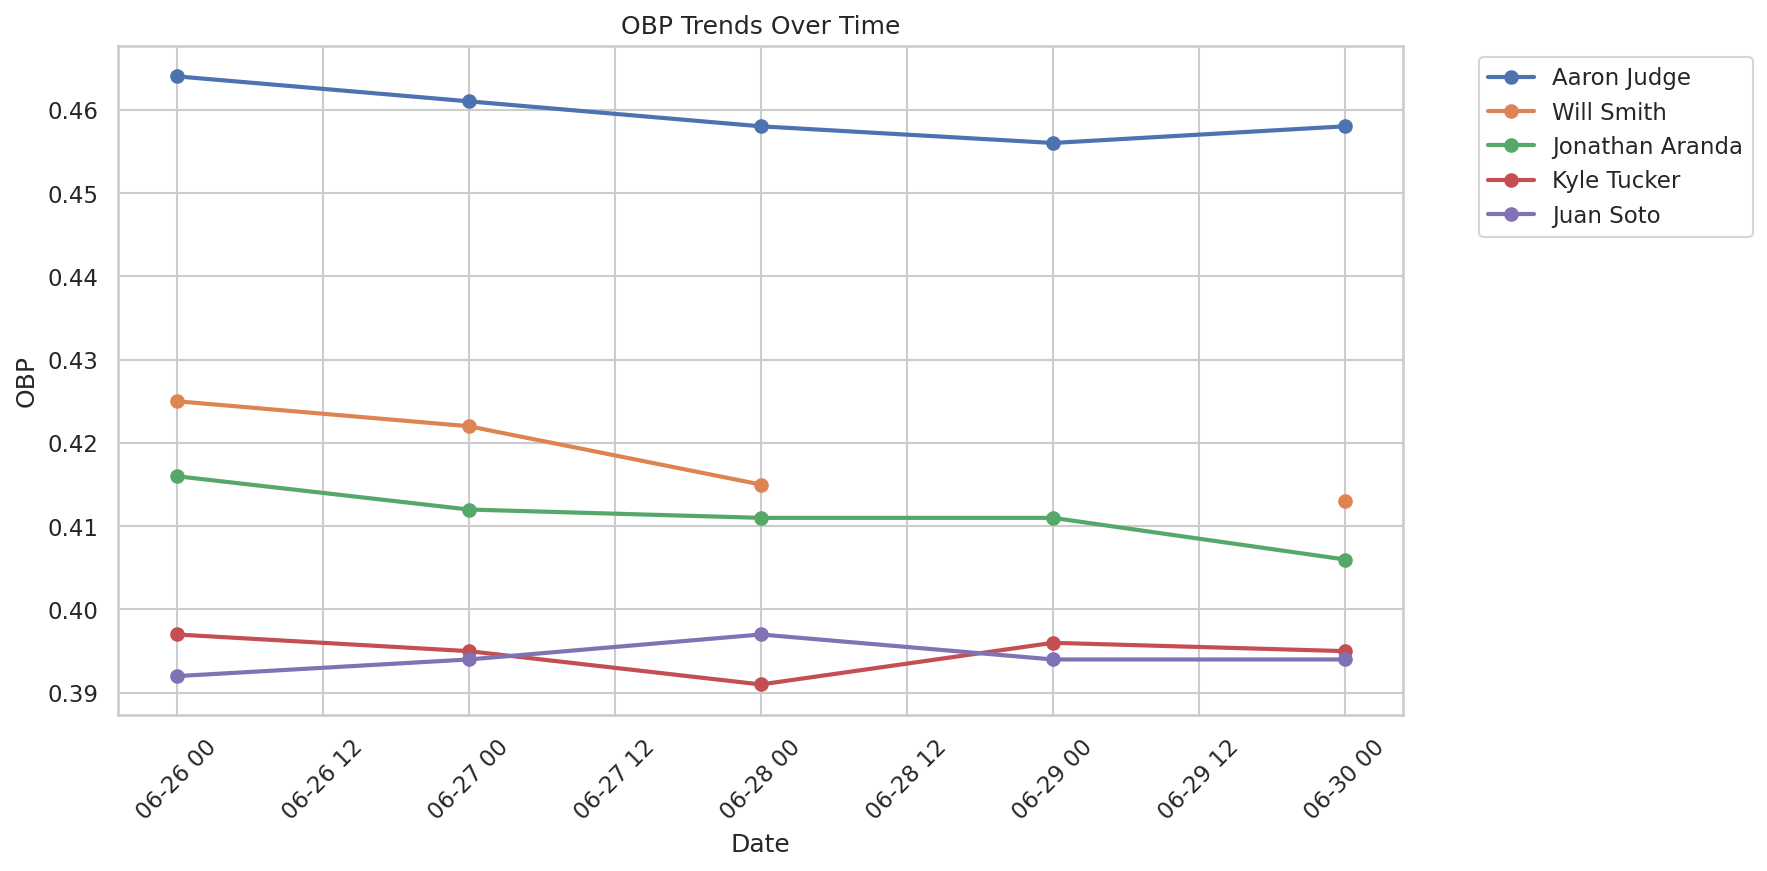 OBP Trends Over Time
Aaron Judge
Will Smith
Jonathan Aranda
Kyle Tucker
Juan Soto
OBP
0.46
0.45
0.44
0.43
0.42
0.41
0.40
0.39
06-26 00
06-26 12
06-27 00
06-27 12
06-28 00
06-28 12
06-29 00
06-29 12
06-30 00
Date